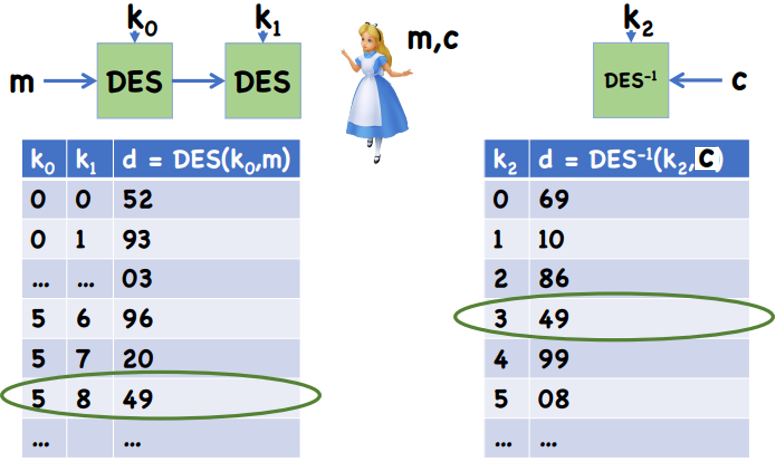 k₀ k₁ k₂
m DES DES m,c DES⁻¹ c
k₀ k₁ d = DES(k₀,m)
0 0 52
0 1 93
... ... 03
5 6 96
5 7 20
5 8 49
... ...
k₂ d = DES⁻¹(k₂,c)
0 69
1 10
2 86
3 49
4 99
5 08
... ...